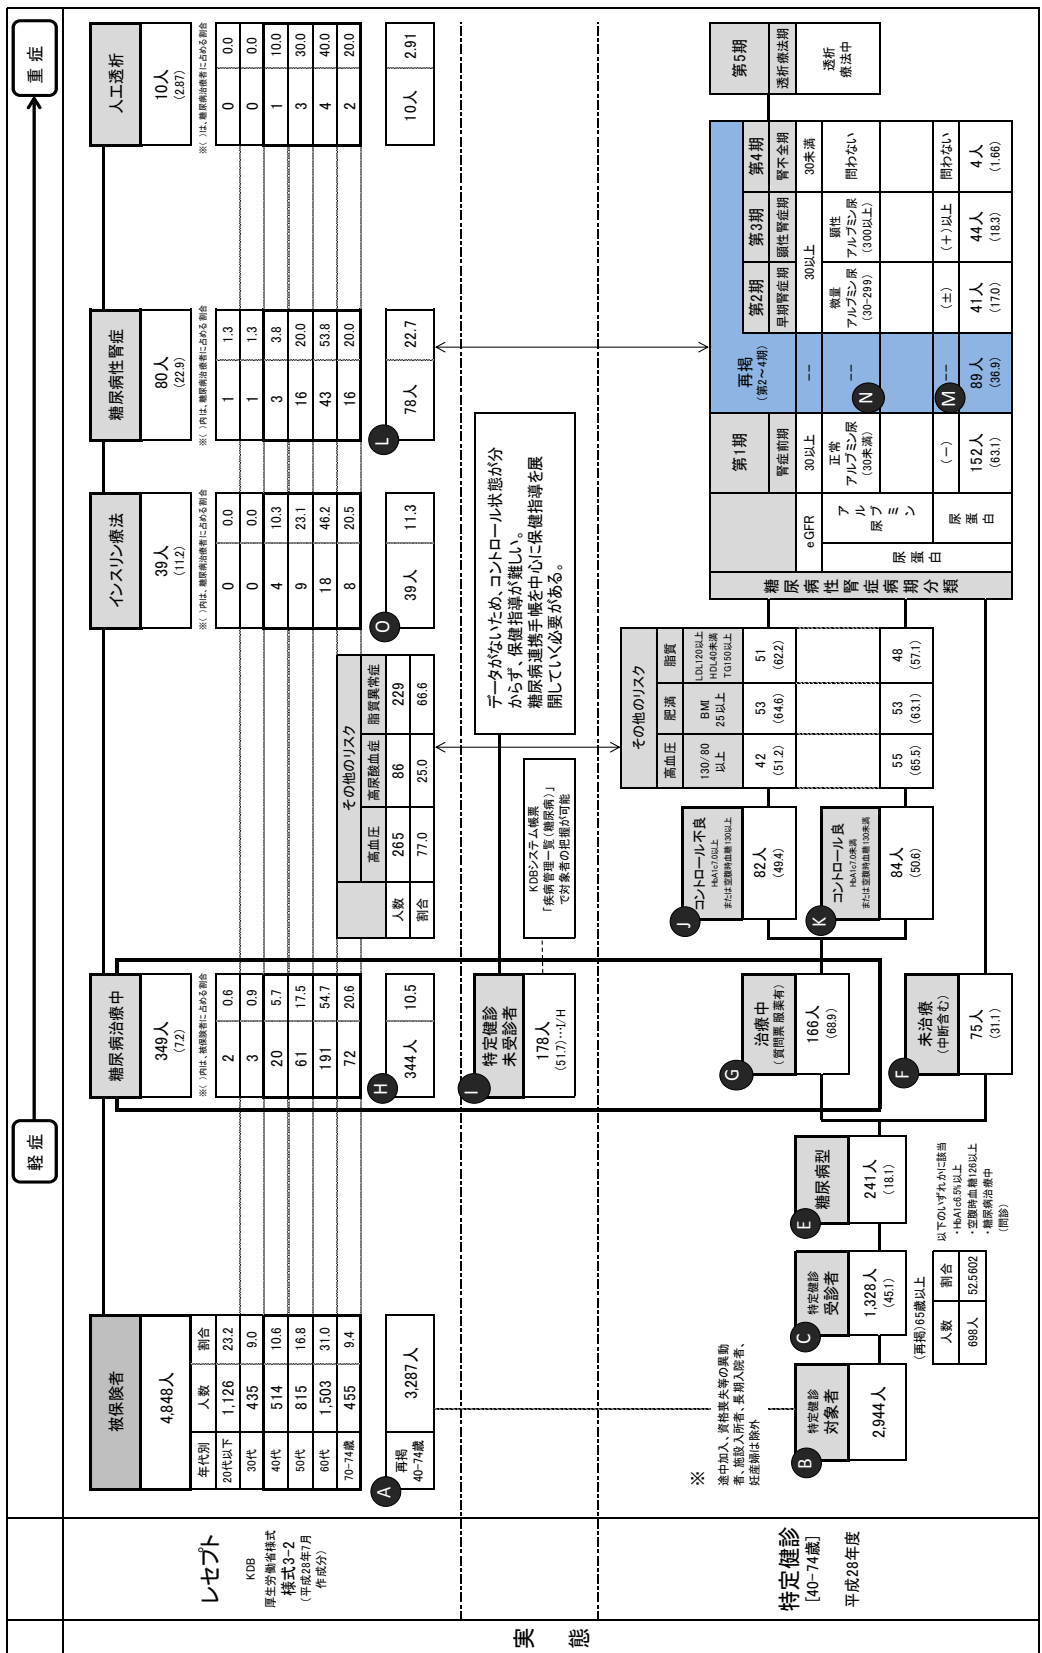 軽症
重症
実態
レセプト
KDB
厚生労働省様式
様式3-2
(平成28年7月
作成分)
被保険者
4,848人
年代別 人数 割合
20代以下 1,126 23.2
30代 435 9.0
40代 514 10.6
50代 815 16.8
60代 1,503 31.0
70-74歳 455 9.4
A
再掲
40-74歳
3,287人
糖尿病治療中
349人
(7.2)
※( )内は、被保険者に占める割合
2 0.6
3 0.9
20 5.7
61 17.5
191 54.7
72 20.6
H
344人 10.5
インスリン療法
39人
(11.2)
※( )内は、糖尿病治療者に占める割合
0 0.0
0 0.0
4 10.3
9 23.1
18 46.2
8 20.5
O
39人 11.3
糖尿病性腎症
80人
(22.9)
※( )内は、糖尿病治療者に占める割合
1 1.3
1 1.3
3 3.8
16 20.0
43 53.8
16 20.0
L
78人 22.7
人工透析
10人
(2.87)
※( )は、糖尿病治療者に占める割合
0 0.0
0 0.0
1 10.0
3 30.0
4 40.0
2 20.0
10人 2.91
その他のリスク
高血圧 高尿酸血症 脂質異常症
人数 265 86 229
割合 77.0 25.0 66.6
I
特定健診
未受診者
178人
(51.7)…I/H
KDBシステム帳票
「疾病管理一覧(糖尿病)」
で対象者の把握が可能
データがないため、コントロール状態が分
からず、保健指導が難しい。
糖尿病連携手帳を中心に保健指導を展
開していく必要がある。
特定健診
[40-74歳]
平成28年度
※
途中加入、資格喪失等の異動
者、施設入所者、長期入院者、
妊産婦は除外
B
特定健診
対象者
2,944人
C
特定健診
受診者
1,328人
(45.1)
(再掲)65歳以上
人数 割合
698人 52.5602
E
糖尿病型
241人
(18.1)
以下のいずれかに該当
・HbA1c6.5%以上
・空腹時血糖126以上
・糖尿病治療中
(問診)
G
治療中
(質問票 服薬有)
166人
(68.9)
F
未治療
(中断含む)
75人
(31.1)
J
コントロール不良
HbA1c7.0以上
または空腹時血糖130以上
82人
(49.4)
K
コントロール良
HbA1c7.0未満
または空腹時血糖130未満
84人
(50.6)
その他のリスク
高血圧 肥満 脂質
130/80
以上
BMI
25以上
LDL120以上
HDL40未満
TG150以上
42
(51.2)
53
(64.6)
51
(62.2)
55
(65.5)
53
(63.1)
48
(57.1)
糖尿病性腎症病期分類
第1期 再掲
(第2~4期)
第2期 第3期 第4期 第5期
腎症前期 早期腎症期 顕性腎症期 腎不全期 透析療法期
eGFR 30以上 -- 30以上 30未満
透析
療法中
尿蛋白
アルブミン
尿
正常
アルブミン尿
(30未満)
N
--
微量
アルブミン尿
(30-299)
顕性
アルブミン尿
(300以上)
問わない
尿蛋白
(-) M -- (±) (+)以上 問わない
152人
(63.1)
89人
(36.9)
41人
(17.0)
44人
(18.3)
4人
(1.66)